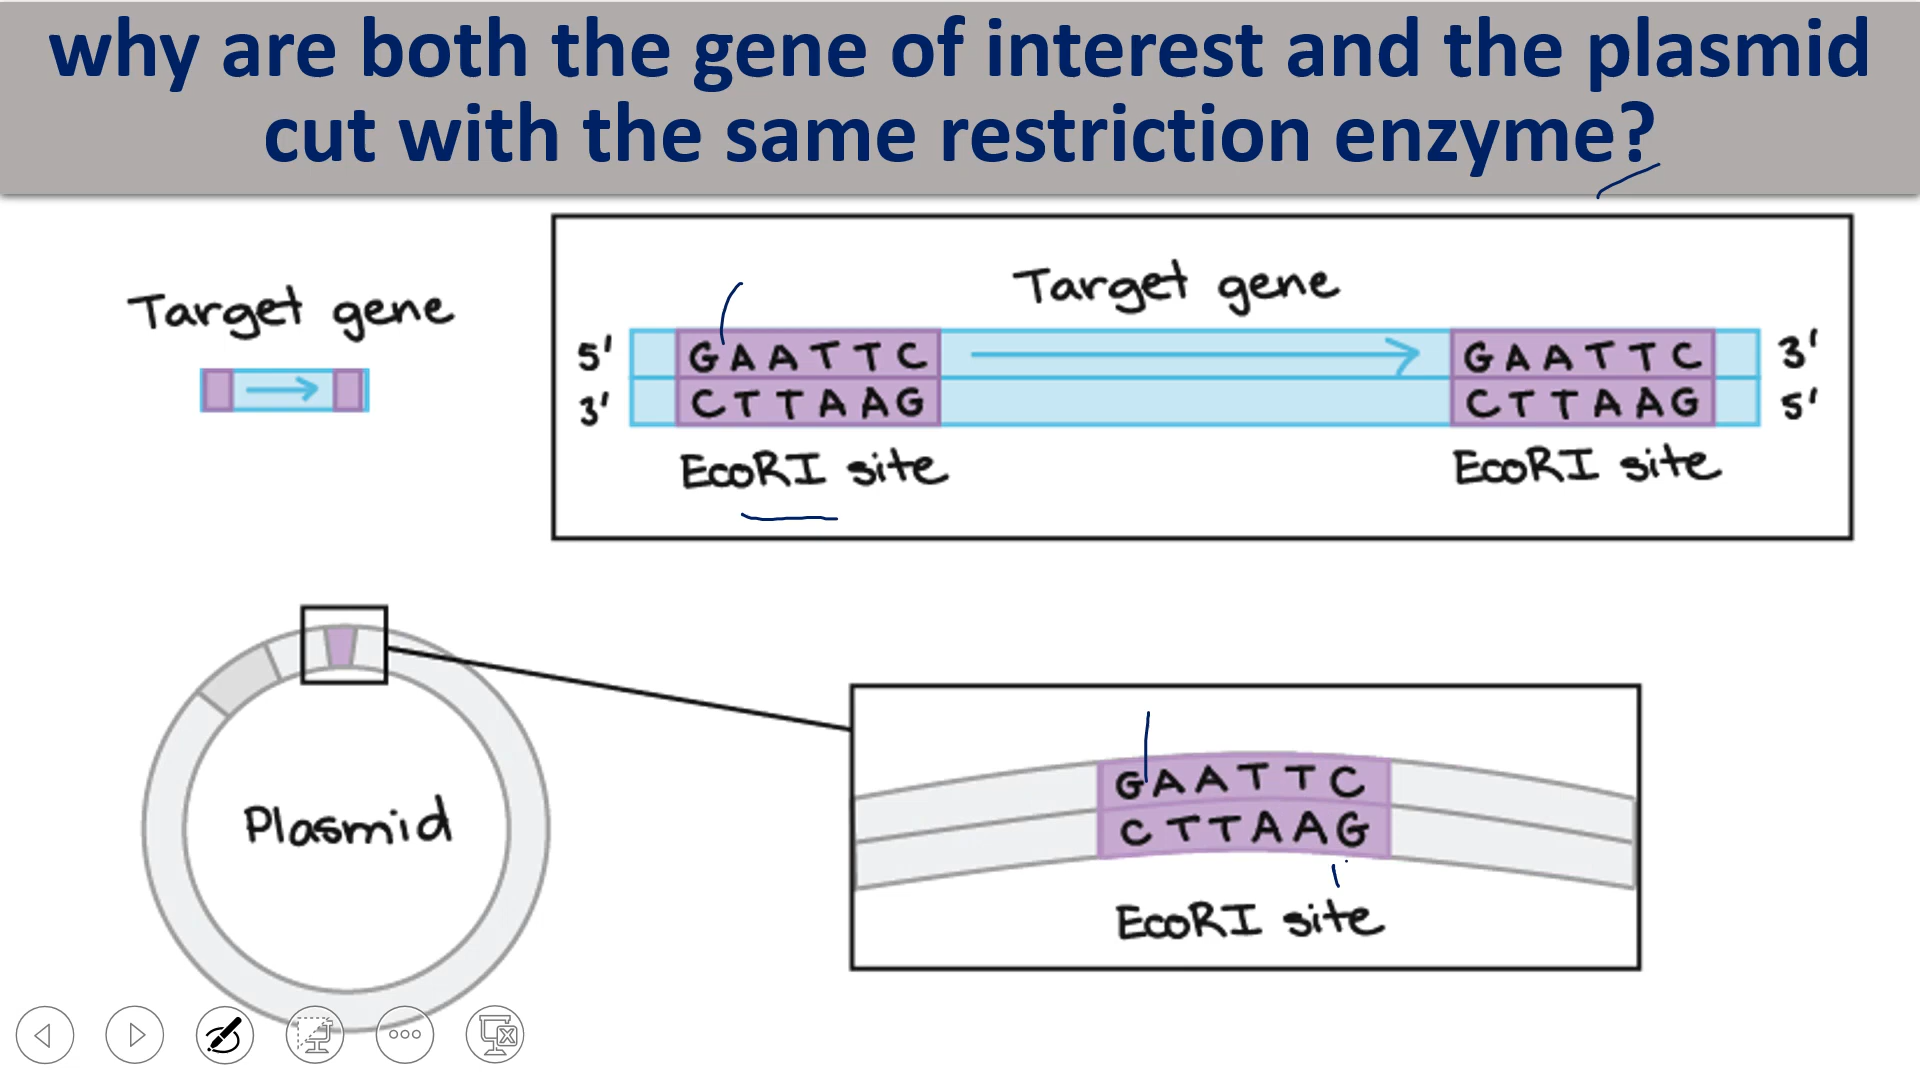 why are both the gene of interest and the plasmid
cut with the same restriction enzyme?
Target gene
Target gene
5' GAATTC GAATTC 3'
3' CTTAAG CTTAAG 5'
EcoRI site EcoRI site
Plasmid
GAATTC
CTTAAG
EcoRI site